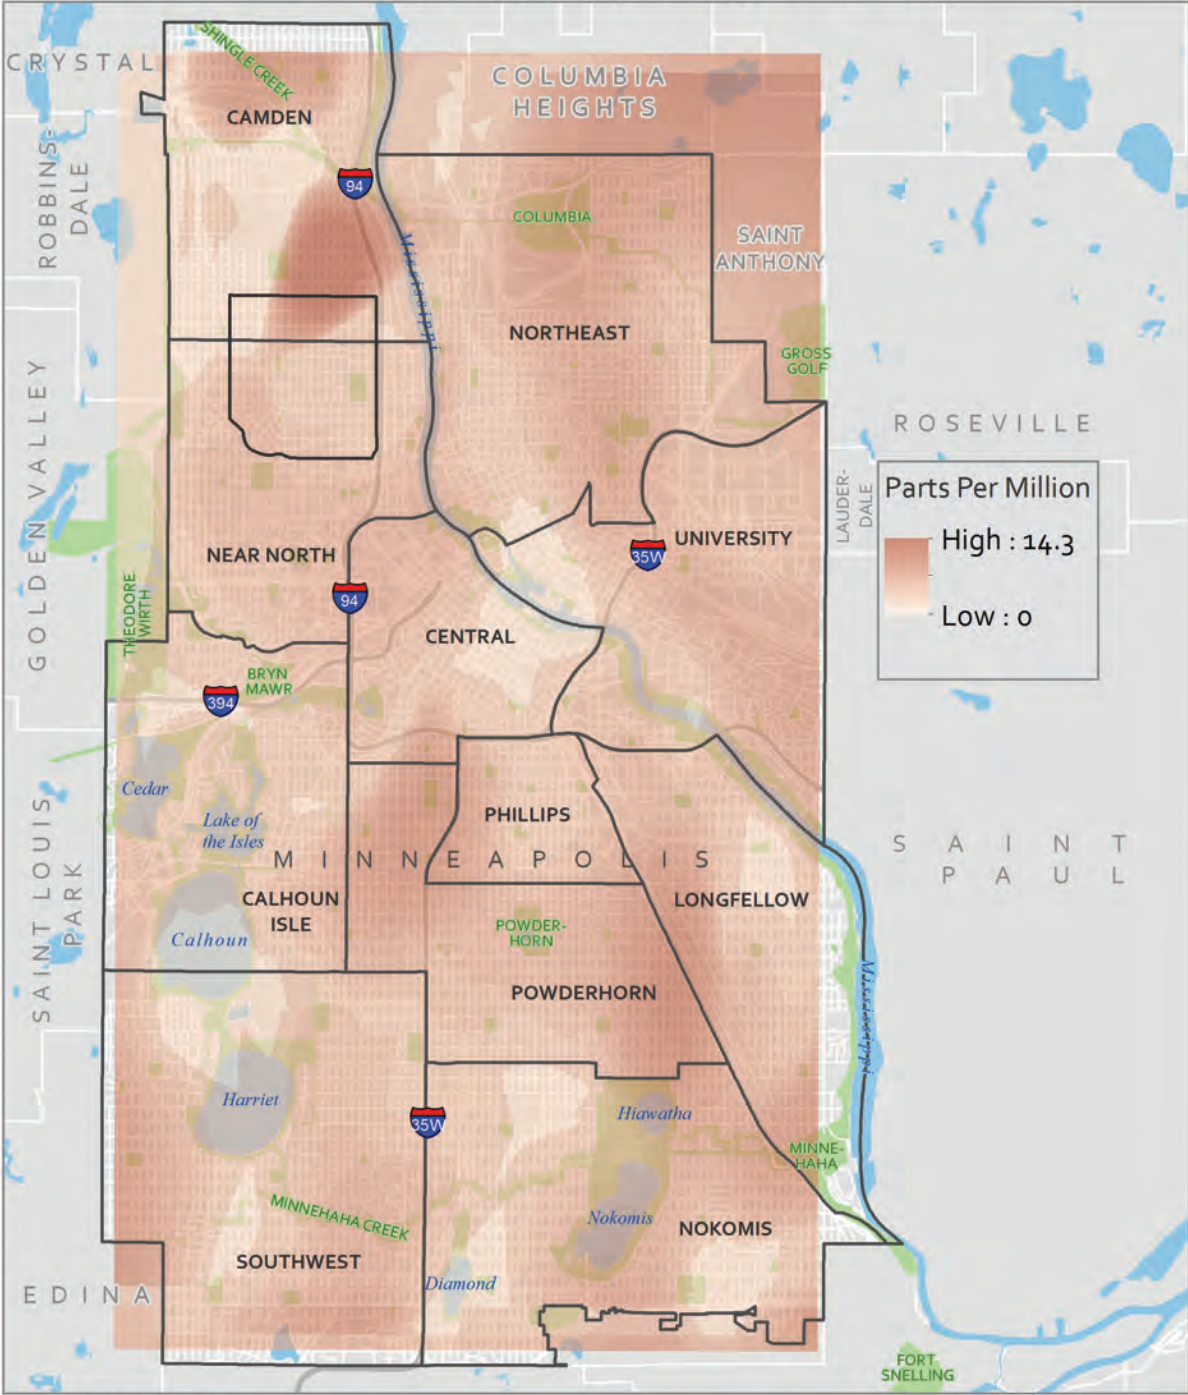 SHINGLE CREEK
CRYSTAL
COLUMBIA
HEIGHTS
CAMDEN
ROBBINS-
DALE
94
COLUMBIA
SAINT
ANTHONY
Mississippi
NORTHEAST
GROSS
GOLF
GOLDEN VALLEY
ROSEVILLE
LAUDER-
DALE
Parts Per Million
High : 14.3
Low : 0
NEAR NORTH
UNIVERSITY
35W
THEODORE
WIRTH
94
CENTRAL
BRYN
MAWR
394
Cedar
Lake of
the Isles
PHILLIPS
MINNEAPOLIS
SAINT
PAUL
SAINT LOUIS
PARK
CALHOUN
ISLE
LONGFELLOW
Calhoun
POWDER-
HORN
POWDERHORN
Mississippi
Harriet
35W
Hiawatha
MINNE-
HAHA
MINNEHAHA CREEK
Nokomis
NOKOMIS
SOUTHWEST
Diamond
EDINA
FORT
SNELLING